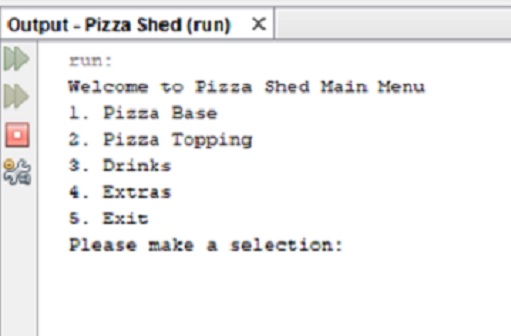 Output - Pizza Shed (run)
run:
Welcome to Pizza Shed Main Menu
1. Pizza Base
2. Pizza Topping
3. Drinks
4. Extras
5. Exit
Please make a selection: